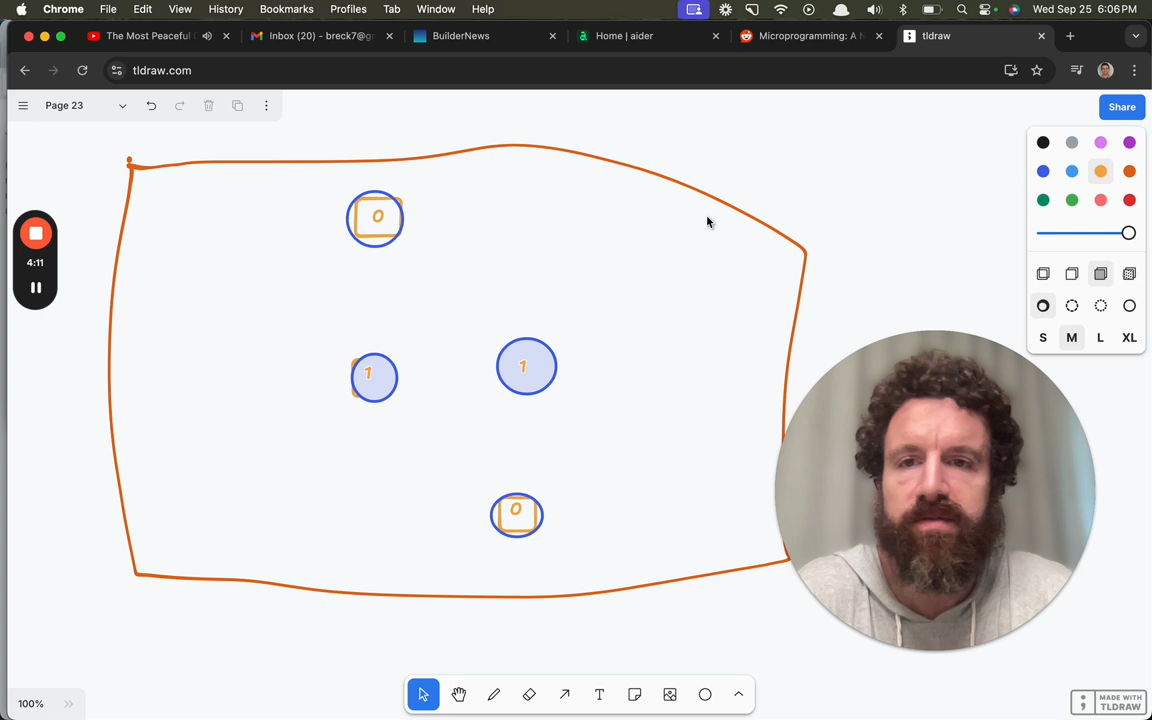 Chrome File Edit View History Bookmarks Profiles Tab Window Help Wed Sep 25 6:06 PM
The Most Peaceful Inbox (20) - breck7@g BuilderNews Home | aider Microprogramming: A N tldraw
tldraw.com
Page 23
Share
0
4:11
1 1
0
S M L XL
100%
T
MADE WITH
TLDRAW